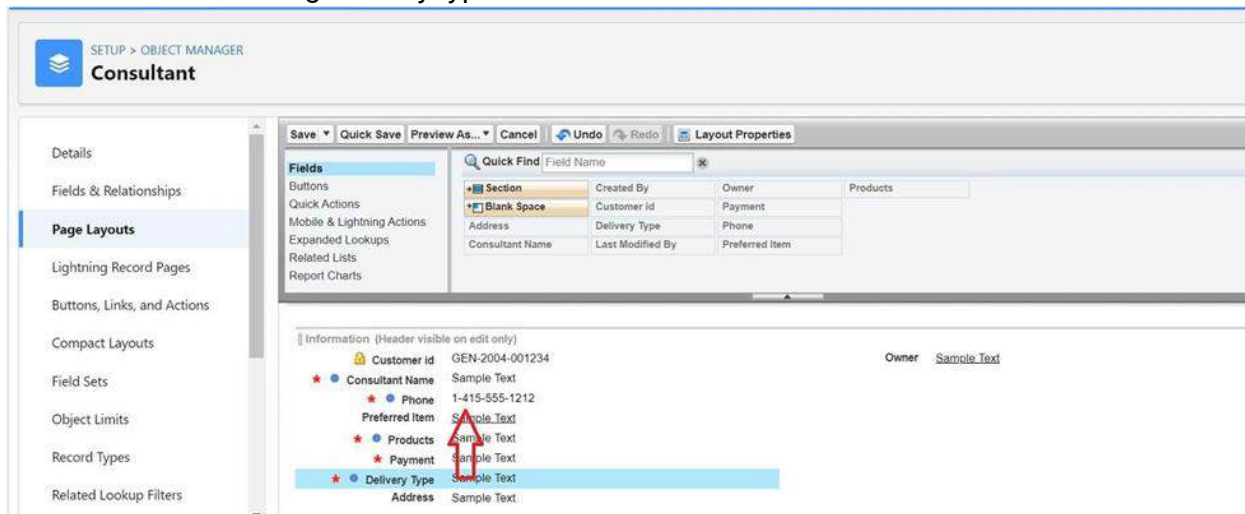 SETUP > OBJECT MANAGER
Consultant
Details
Fields & Relationships
Page Layouts
Lightning Record Pages
Buttons, Links, and Actions
Compact Layouts
Field Sets
Object Limits
Record Types
Related Lookup Filters
Save Quick Save Preview As... Cancel Undo Redo Layout Properties
Fields
Buttons
Quick Actions
Mobile & Lightning Actions
Expanded Lookups
Related Lists
Report Charts
Quick Find Field Name
Section Created By Owner Products
Blank Space Customer id Payment
Address Delivery Type Phone
Consultant Name Last Modified By Preferred Item
Information (Header visible on edit only)
Customer id GEN-2004-001234 Owner Sample Text
* Consultant Name Sample Text
* Phone 1-415-555-1212
Preferred Item Sample Text
* Products Sample Text
* Payment Sample Text
* Delivery Type Sample Text
Address Sample Text